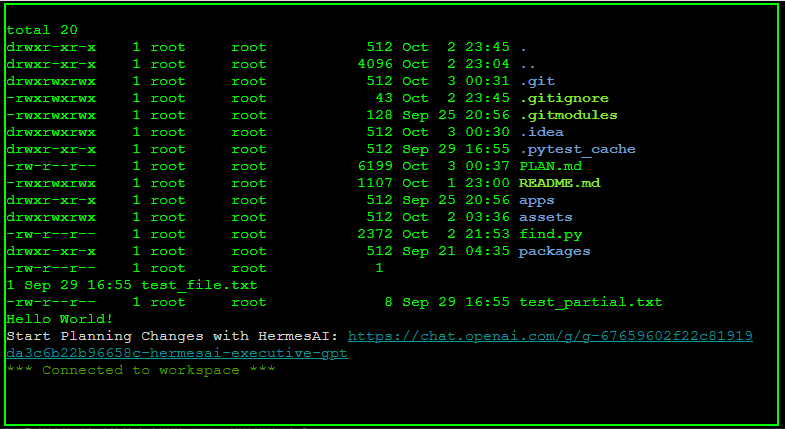 total 20
drwxr-xr-x    1 root     root           512 Oct  2 23:45 .
drwxr-xr-x    1 root     root          4096 Oct  2 23:04 ..
drwxrwxrwx    1 root     root           512 Oct  3 00:31 .git
-rwxrwxrwx    1 root     root            43 Oct  2 23:45 .gitignore
-rwxrwxrwx    1 root     root           128 Sep 25 20:56 .gitmodules
drwxrwxrwx    1 root     root           512 Oct  3 00:30 .idea
drwxr-xr-x    1 root     root           512 Sep 29 16:55 .pytest_cache
-rw-r--r--    1 root     root          6199 Oct  3 00:37 PLAN.md
-rwxrwxrwx    1 root     root          1107 Oct  1 23:00 README.md
drwxr-xr-x    1 root     root           512 Sep 25 20:56 apps
drwxrwxrwx    1 root     root           512 Oct  2 03:36 assets
-rw-r--r--    1 root     root          2372 Oct  2 21:53 find.py
drwxr-xr-x    1 root     root           512 Sep 21 04:35 packages
-rw-r--r--    1 root     root            1
1 Sep 29 16:55 test_file.txt
-rw-r--r--    1 root     root             8 Sep 29 16:55 test_partial.txt
Hello World!
Start Planning Changes with HermesAI: https://chat.openai.com/g/g-67659602f22c81919
da3c6b22b96658c-hermesai-executive-gpt
*** Connected to workspace ***